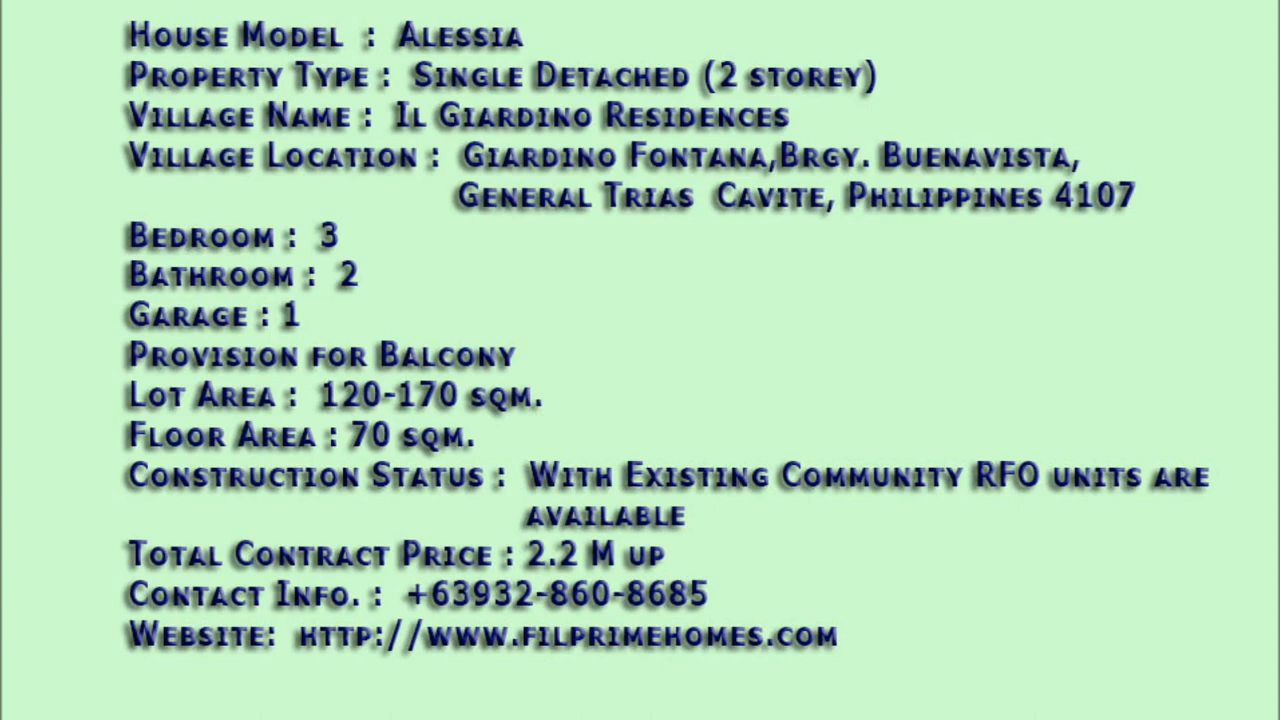 House Model : Alessia
Property Type : Single Detached (2 storey)
Village Name : Il Giardino Residences
Village Location : Giardino Fontana,Brgy. Buenavista,
General Trias Cavite, Philippines 4107
Bedroom : 3
Bathroom : 2
Garage : 1
Provision for Balcony
Lot Area : 120-170 sqm.
Floor Area : 70 sqm.
Construction Status : With Existing Community RFO units are
available
Total Contract Price : 2.2 M up
Contact Info. : +63932-860-8685
Website: http://www.filprimehomes.com